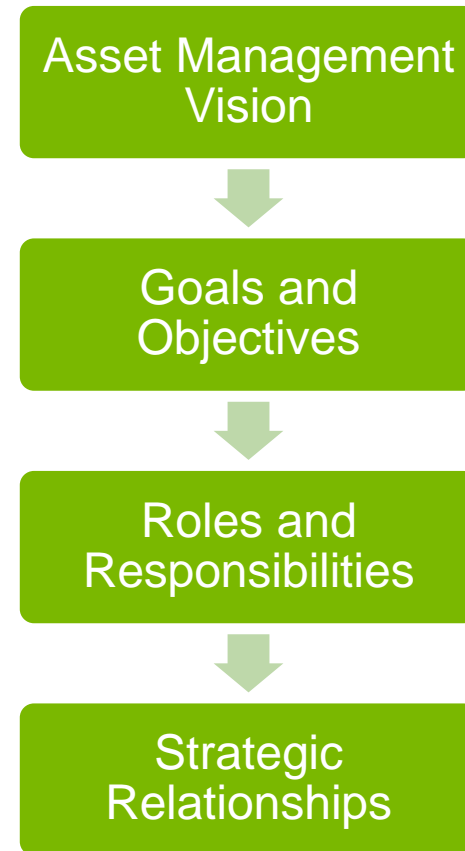 Asset Management
Vision
Goals and
Objectives
Roles and
Responsibilities
Strategic
Relationships